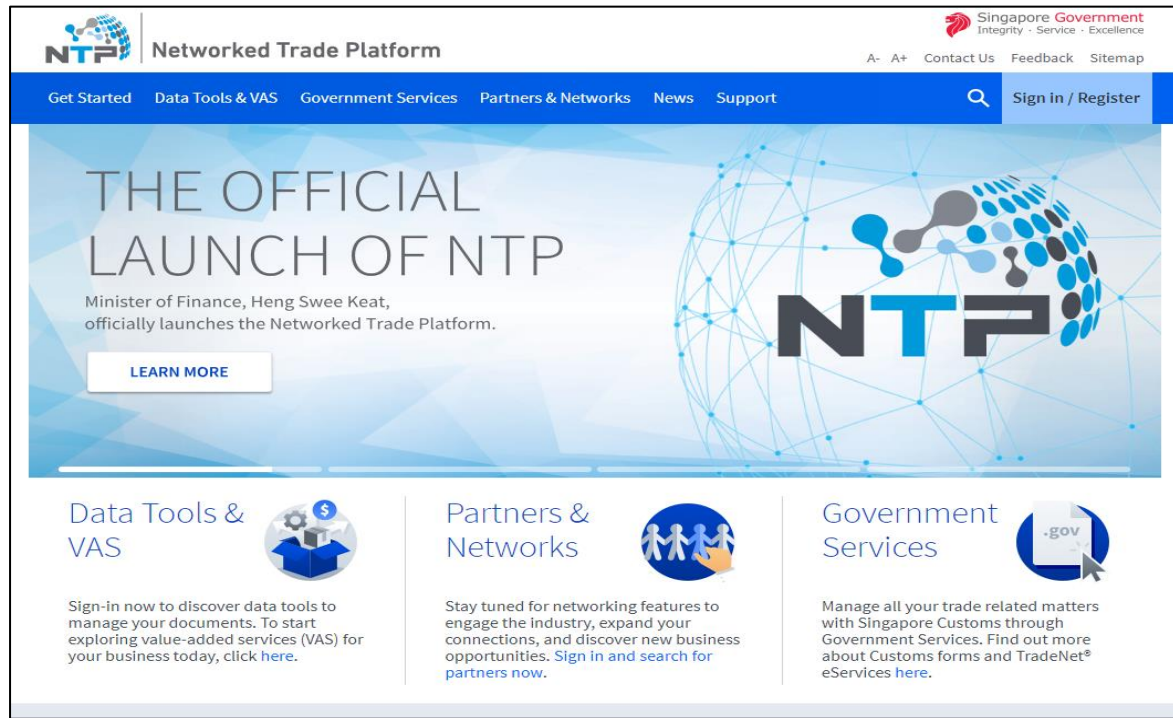 Singapore Government
Integrity · Service · Excellence
NTP
Networked Trade Platform
A- A+ Contact Us Feedback Sitemap
Get Started Data Tools & VAS Government Services Partners & Networks News Support Sign in / Register
THE OFFICIAL
LAUNCH OF NTP
Minister of Finance, Heng Swee Keat,
officially launches the Networked Trade Platform.
LEARN MORE
NTP
Data Tools &
VAS
$
Sign-in now to discover data tools to
manage your documents. To start
exploring value-added services (VAS) for
your business today, click here.
Partners &
Networks
Stay tuned for networking features to
engage the industry, expand your
connections, and discover new business
opportunities. Sign in and search for
partners now.
Government
Services
.gov
Manage all your trade related matters
with Singapore Customs through
Government Services. Find out more
about Customs forms and TradeNet®
eServices here.